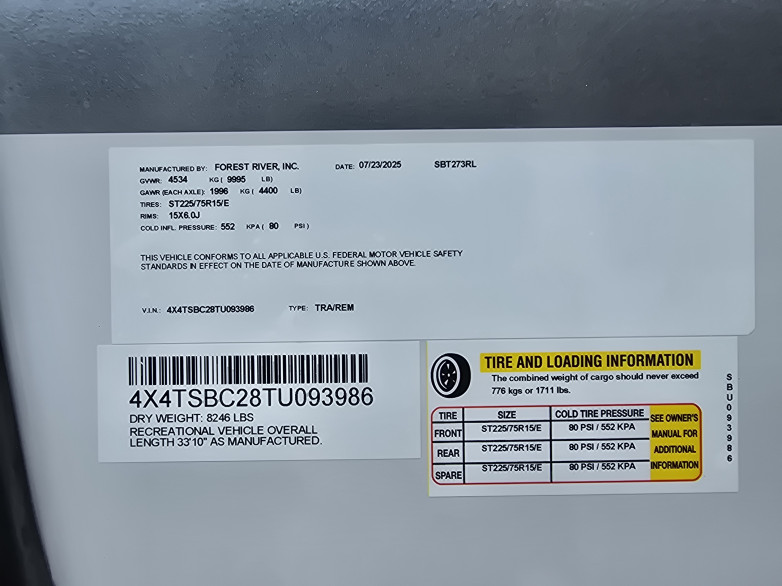 MANUFACTURED BY: FOREST RIVER, INC. DATE: 07/23/2025 SBT273RL
GVWR: 4534 KG ( 9995 LB)
GAWR (EACH AXLE): 1996 KG ( 4400 LB)
TIRES: ST225/75R15/E
RIMS: 15X6.0J
COLD INFL. PRESSURE: 552 KPA ( 80 PSI )
THIS VEHICLE CONFORMS TO ALL APPLICABLE U.S. FEDERAL MOTOR VEHICLE SAFETY
STANDARDS IN EFFECT ON THE DATE OF MANUFACTURE SHOWN ABOVE.
V.I.N.: 4X4TSBC28TU093986 TYPE: TRA/REM
4X4TSBC28TU093986
DRY WEIGHT: 8246 LBS
RECREATIONAL VEHICLE OVERALL
LENGTH 33'10" AS MANUFACTURED.
TIRE AND LOADING INFORMATION
The combined weight of cargo should never exceed
776 kgs or 1711 lbs.
TIRE SIZE COLD TIRE PRESSURE
FRONT ST225/75R15/E 80 PSI / 552 KPA
REAR ST225/75R15/E 80 PSI / 552 KPA
SPARE ST225/75R15/E 80 PSI / 552 KPA
SEE OWNER'S
MANUAL FOR
ADDITIONAL
INFORMATION
SBU093986